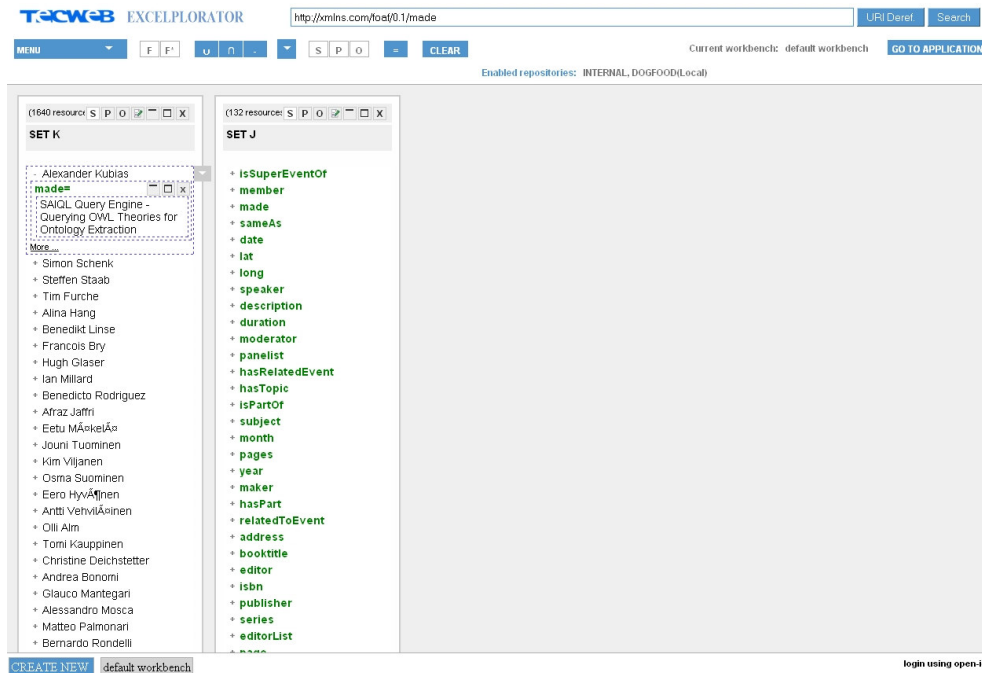 TECWEB EXCELPLORATOR
http://xmlns.com/foaf/0.1/made
URI Deref. Search
MENU F F' ∪ ∩ - S P O = CLEAR
Current workbench: default workbench GO TO APPLICATION
Enabled repositories: INTERNAL, DOGFOOD(Local)
(1640 resource S P O X
SET K
- Alexander Kubias
made= x
SAIQL Query Engine -
Querying OWL Theories for
Ontology Extraction
More ...
+ Simon Schenk
+ Steffen Staab
+ Tim Furche
+ Alina Hang
+ Benedikt Linse
+ Francois Bry
+ Hugh Glaser
+ Ian Millard
+ Benedicto Rodriguez
+ Afraz Jaffri
+ Eetu MÃ¤kelÃ¤
+ Jouni Tuominen
+ Kim Viljanen
+ Osma Suominen
+ Eero HyvÃ¶nen
+ Antti VehvilÃ¤inen
+ Olli Alm
+ Tomi Kauppinen
+ Christine Deichstetter
+ Andrea Bonomi
+ Glauco Mantegari
+ Alessandro Mosca
+ Matteo Palmonari
+ Bernardo Rondelli
(132 resource: S P O X
SET J
+ isSuperEventOf
+ member
+ made
+ sameAs
+ date
+ lat
+ long
+ speaker
+ description
+ duration
+ moderator
+ panelist
+ hasRelatedEvent
+ hasTopic
+ isPartOf
+ subject
+ month
+ pages
+ year
+ maker
+ hasPart
+ relatedToEvent
+ address
+ booktitle
+ editor
+ isbn
+ publisher
+ series
+ editorList
CREATE NEW default workbench
login using open-i